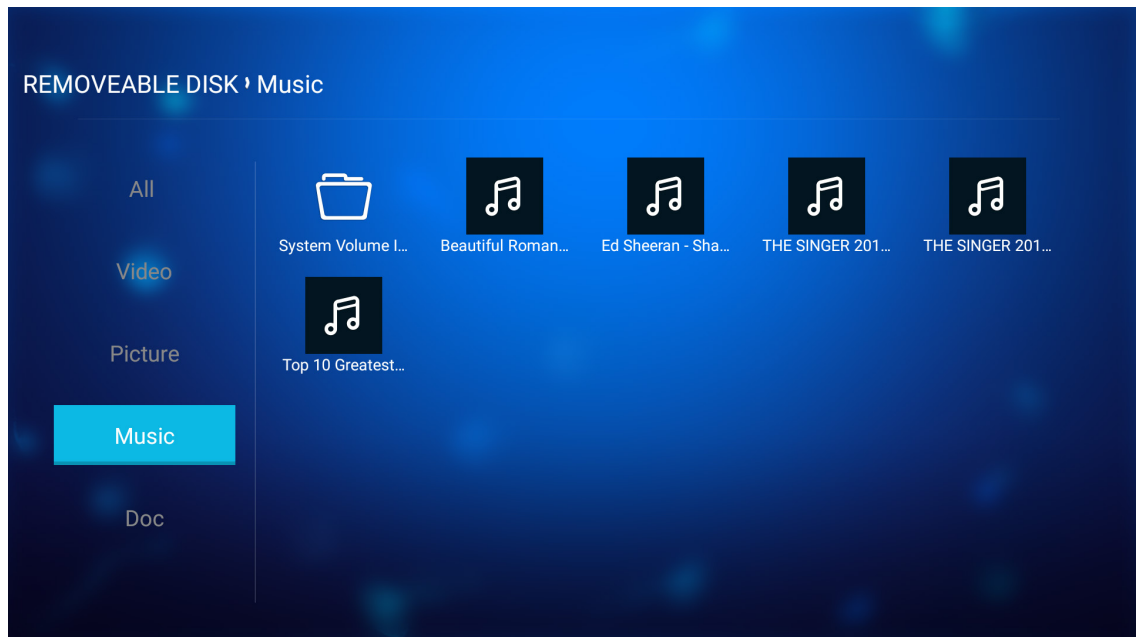 REMOVEABLE DISK Music
All
Video
Picture
Music
Doc
System Volume I...
Beautiful Roman...
Ed Sheeran - Sha...
THE SINGER 201...
THE SINGER 201...
Top 10 Greatest...